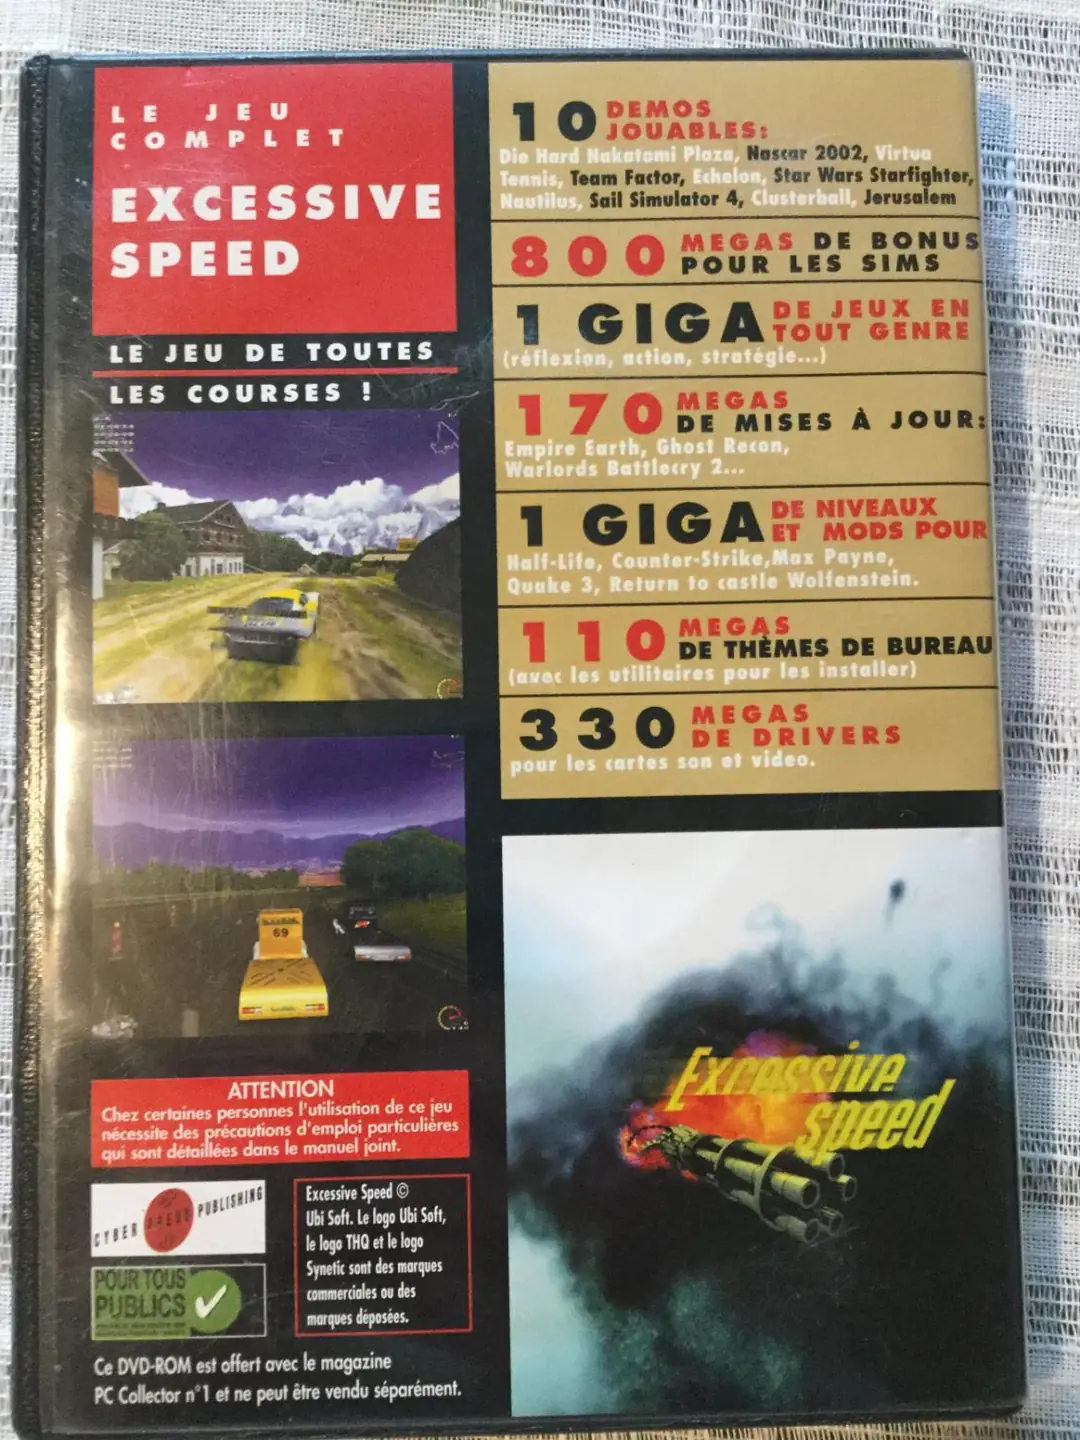 LE JEU
COMPLET
EXCESSIVE
SPEED
LE JEU DE TOUTES
LES COURSES !
69
ATTENTION
Chez certaines personnes l'utilisation de ce jeu
nécessite des précautions d'emploi particulières
qui sont détaillées dans le manuel joint.
CYBER PRESS PUBLISHING
POUR TOUS
PUBLICS
Excessive Speed ©
Ubi Soft. Le logo Ubi Soft,
le logo THQ et le logo
Synetic sont des marques
commerciales ou des
marques déposées.
Ce DVD-ROM est offert avec le magazine
PC Collector n°1 et ne peut être vendu séparément.
10 DEMOS
JOUABLES:
Die Hard Nakatomi Plaza, Nascar 2002, Virtua
Tennis, Team Factor, Echelon, Star Wars Starfighter,
Nautilus, Sail Simulator 4, Clusterball, Jerusalem
800 MEGAS DE BONUS
POUR LES SIMS
1 GIGA DE JEUX EN
TOUT GENRE
(réflexion, action, stratégie...)
170 MEGAS
DE MISES À JOUR:
Empire Earth, Ghost Recon,
Warlords Battlecry 2...
1 GIGA DE NIVEAUX
ET MODS POUR
Half-Life, Counter-Strike,Max Payne,
Quake 3, Return to castle Wolfenstein.
110 MEGAS
DE THÈMES DE BUREAU
(avec les utilitaires pour les installer)
330 MEGAS
DE DRIVERS
pour les cartes son et video.
Excessive
speed